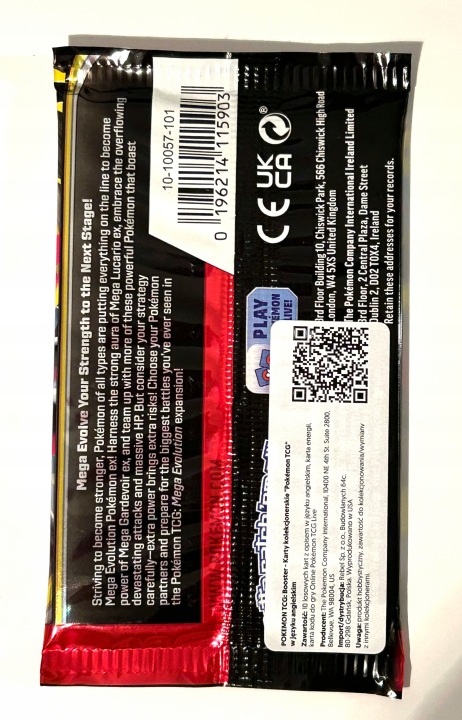 Mega Evolve Your Strength to the Next Stage!
Striving to become stronger, Pokémon of all types are putting everything on the line to become
Mega Evolution Pokémon ex! Harness the strong aura of Mega Lucario ex, embrace the overflowing
power of Mega Gardevoir ex, and team up with more of these powerful Pokémon that boast
devastating attacks and massive HP. But consider your strategy
carefully—extra power brings extra risks! Choose your Pokémon
partners and prepare for the biggest battles you've ever seen in
the Pokémon TCG: Mega Evolution expansion!
10-10057-101
0 196214 115903
CE UK
CA
®
3rd Floor Building 10, Chiswick Park, 566 Chiswick High Road
London, W4 5XS United Kingdom
The Pokémon Company International Ireland Limited
3rd Floor, 2 Central Plaza, Dame Street
Dublin 2, D02 T0X4, Ireland
Retain these addresses for your records.
PLAY
POKÉMON
LIVE!
POKEMON TCG: Booster - Karty kolekcjonerskie "Pokémon TCG"
w języku angielskim
Zawartość: 10 losowych kart z opisem w języku angielskim, karta energii,
karta kodu do gry Online Pokémon TCG Live
Producent: The Pokémon Company International, 10400 NE 4th St. Suite 2800,
Bellevue, WA 98004, US
Import/dystrybucja: Rebel Sp. z o.o., Budowlanych 64c,
80-298 Gdańsk, Polska. Wyprodukowano w USA
Uwaga: produkt hobbystyczny, zawartość do kolekcjonowania/wymiany
z innymi kolekcjonerami.